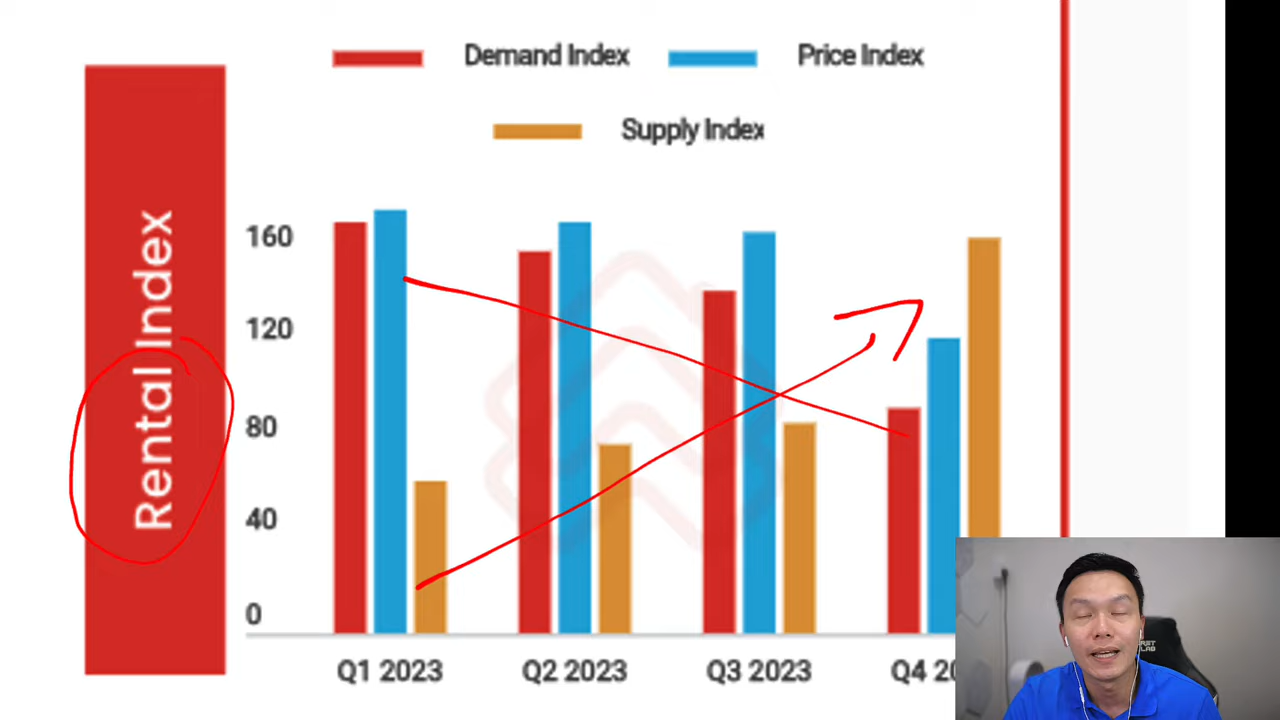 Demand Index
Price Index
Supply Index
Rental Index
160
120
80
40
0
Q1 2023
Q2 2023
Q3 2023
Q4